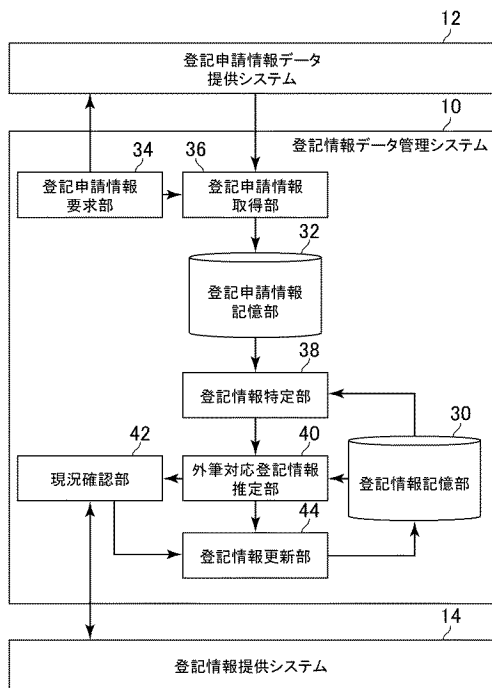 12
登記申請情報データ
提供システム
10
登記情報データ管理システム
34
登記申請情報
要求部
36
登記申請情報
取得部
32
登記申請情報
記憶部
38
登記情報特定部
42
現況確認部
40
外筆対応登記情報
推定部
30
登記情報記憶部
44
登記情報更新部
14
登記情報提供システム